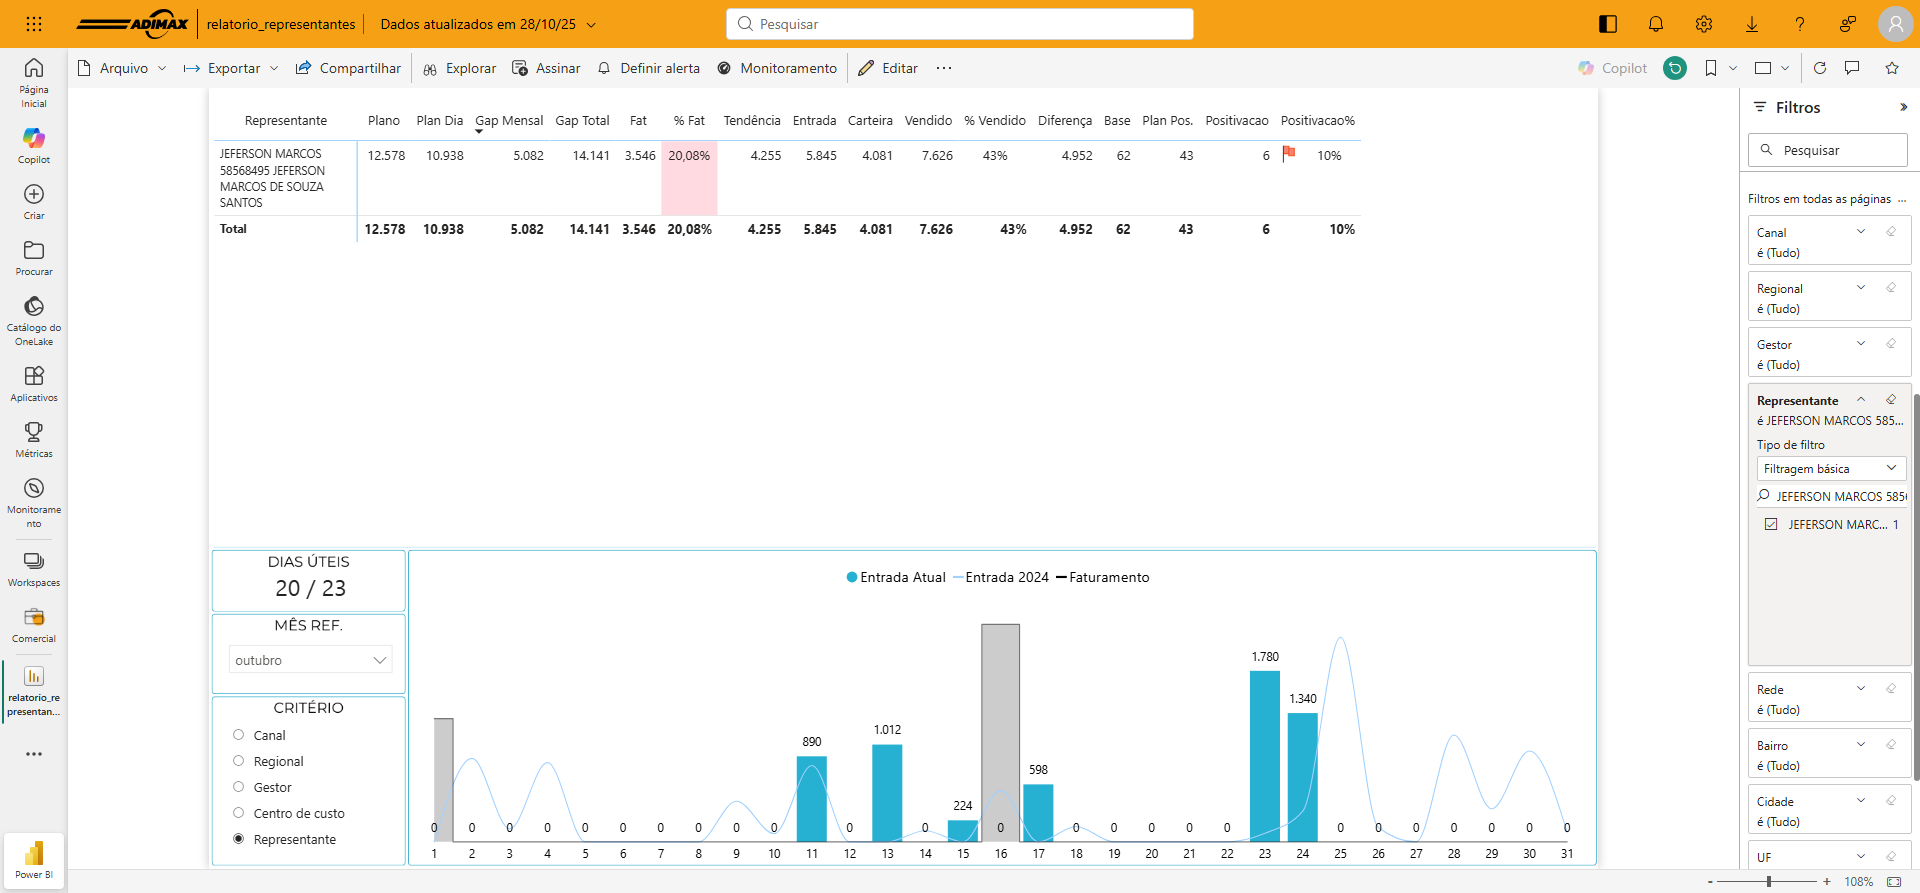 ADIMAX
relatorio_representantes
Dados atualizados em 28/10/25
Pesquisar
Arquivo
Exportar
Compartilhar
Explorar
Assinar
Definir alerta
Monitoramento
Editar
Copilot
Página
Inicial
Copilot
Criar
Procurar
Catálogo do
OneLake
Aplicativos
Métricas
Monitorame
nto
Workspaces
Comercial
relatorio_re
presentan...
Power BI
Representante Plano Plan Dia Gap Mensal Gap Total Fat % Fat Tendência Entrada Carteira Vendido % Vendido Diferença Base Plan Pos. Positivacao Positivacao%
JEFERSON MARCOS 12.578 10.938 5.082 14.141 3.546 20,08% 4.255 5.845 4.081 7.626 43% 4.952 62 43 6 10%
58568495 JEFERSON
MARCOS DE SOUZA
SANTOS
Total 12.578 10.938 5.082 14.141 3.546 20,08% 4.255 5.845 4.081 7.626 43% 4.952 62 43 6 10%
DIAS ÚTEIS
20 / 23
MÊS REF.
outubro
CRITÉRIO
Canal
Regional
Gestor
Centro de custo
Representante
Entrada Atual Entrada 2024 Faturamento
1.780
1.340
1.012
890
598
224
0 0 0 0 0 0 0 0 0 0 0 0 0 0 0 0 0 0 0 0 0 0 0 0
1 2 3 4 5 6 7 8 9 10 11 12 13 14 15 16 17 18 19 20 21 22 23 24 25 26 27 28 29 30 31
Filtros
Pesquisar
Filtros em todas as páginas ...
Canal
é (Tudo)
Regional
é (Tudo)
Gestor
é (Tudo)
Representante
é JEFERSON MARCOS 585...
Tipo de filtro
Filtragem básica
JEFERSON MARCOS 585
JEFERSON MARC... 1
Rede
é (Tudo)
Bairro
é (Tudo)
Cidade
é (Tudo)
UF
- + 108%